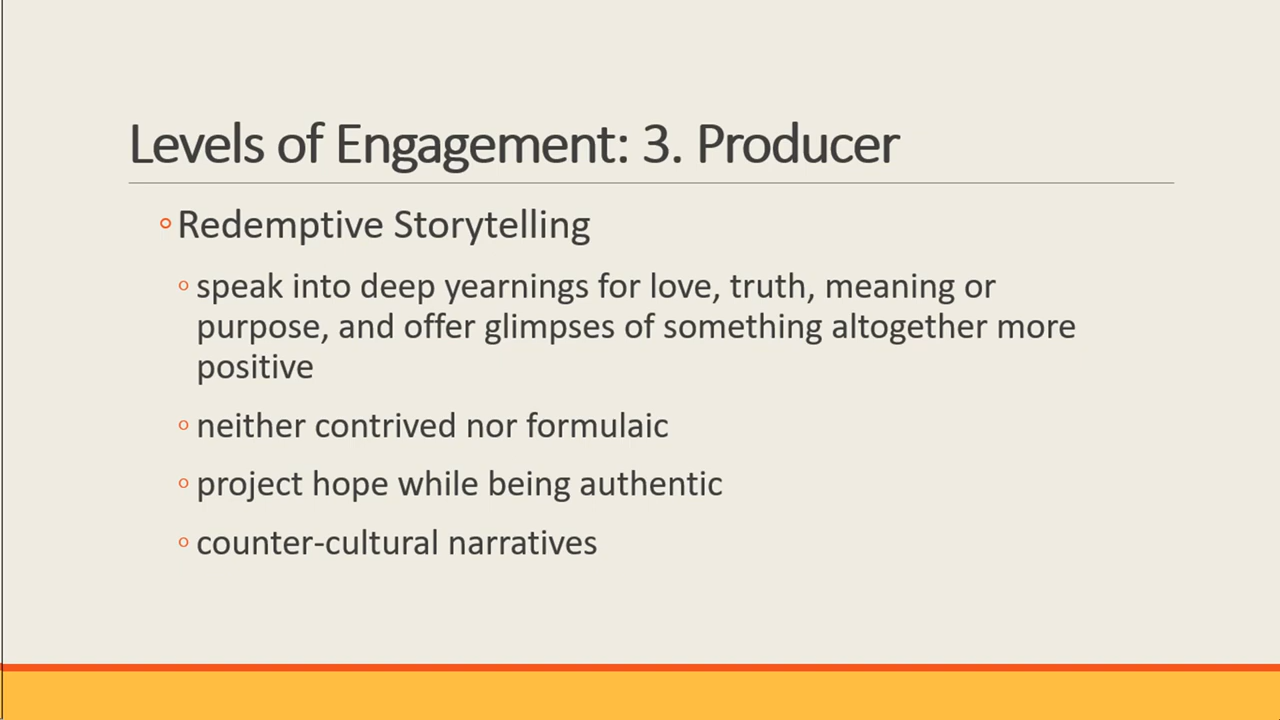 Levels of Engagement: 3. Producer
◦Redemptive Storytelling
◦speak into deep yearnings for love, truth, meaning or
purpose, and offer glimpses of something altogether more
positive
◦neither contrived nor formulaic
◦project hope while being authentic
◦counter-cultural narratives